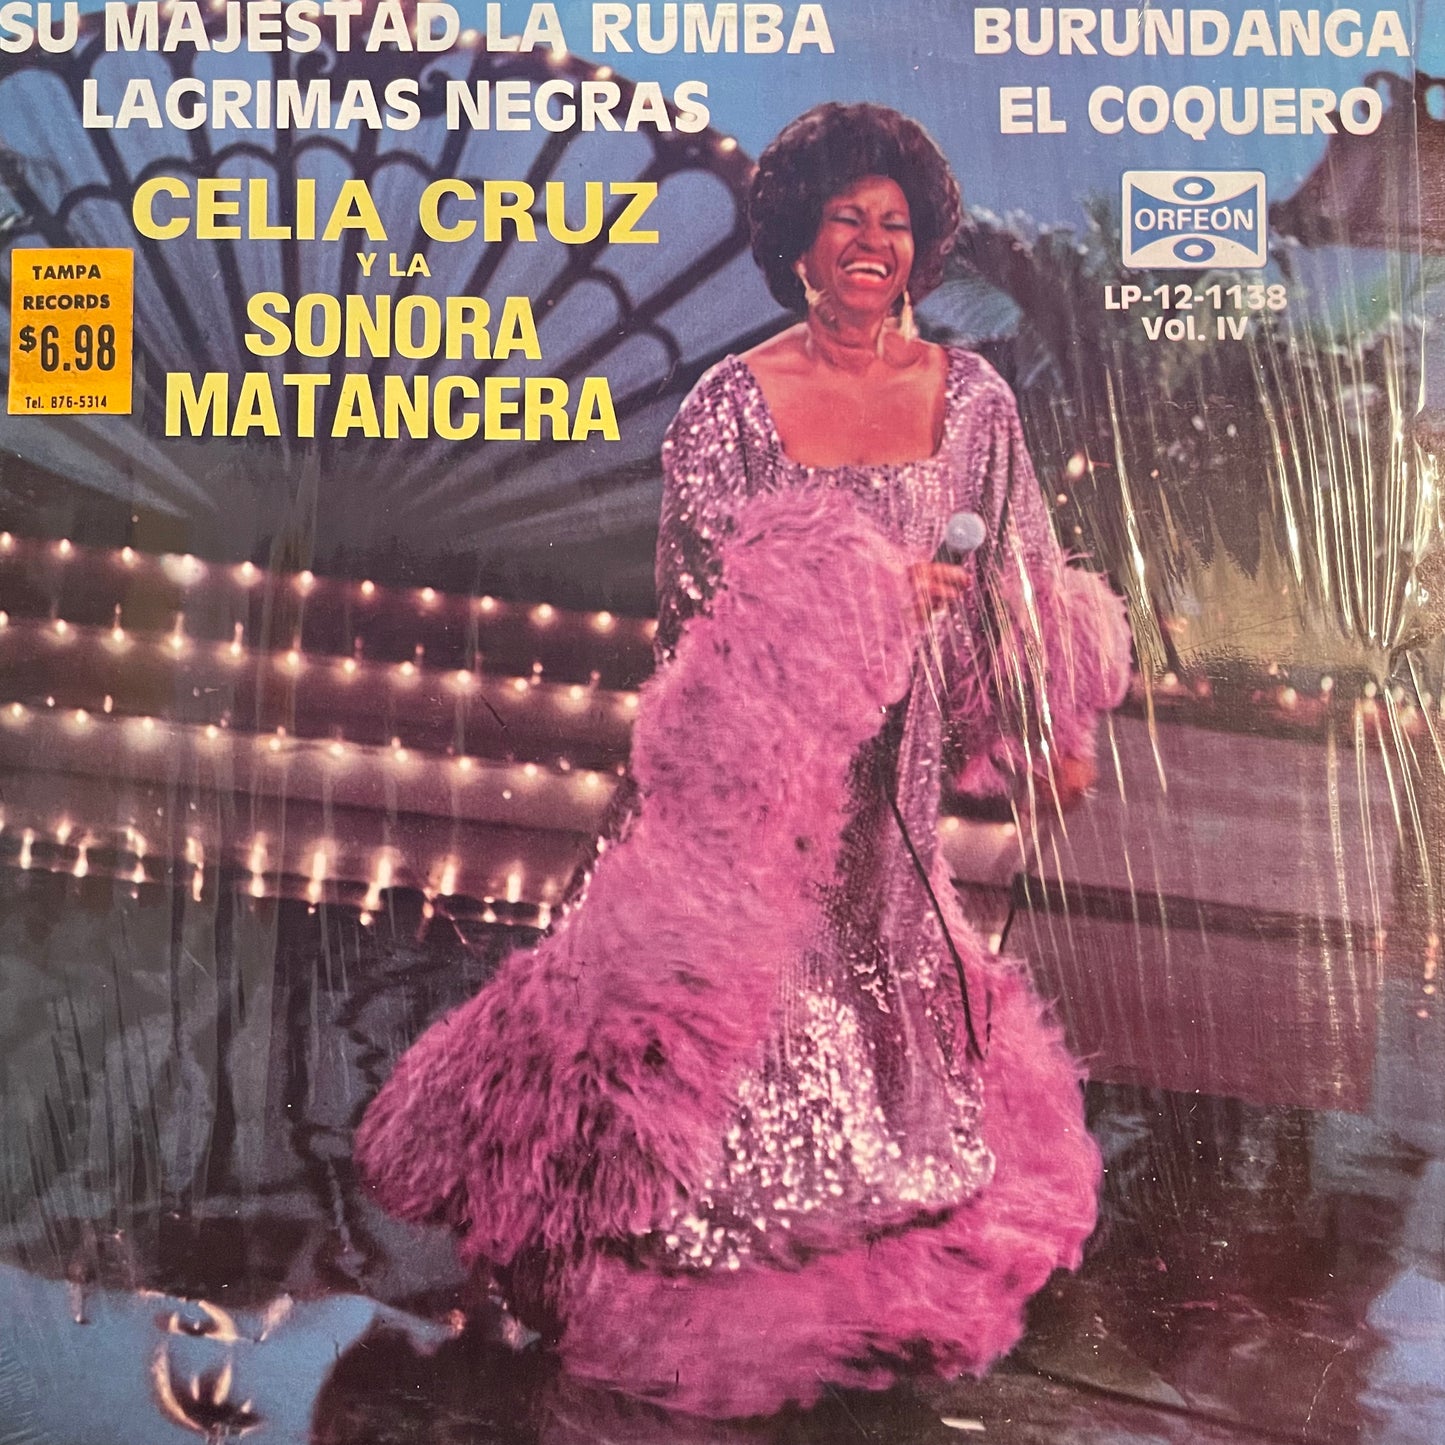 SU MAJESTAD LA RUMBA
LAGRIMAS NEGRAS
BURUNDANGA
EL COQUERO
CELIA CRUZ
Y LA
SONORA
MATANCERA
ORFEÓN
LP-12-1138
Vol. IV
TAMPA
RECORDS
$6.98
Tel. 876-5314